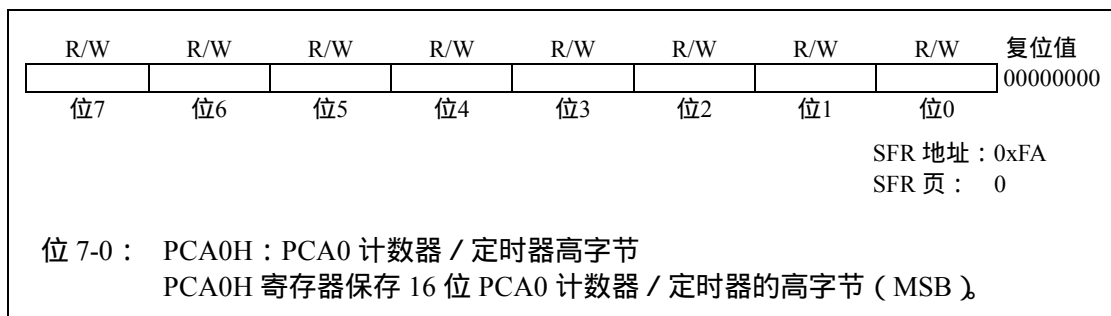 R/W R/W R/W R/W R/W R/W R/W R/W 复位值
00000000
位7 位6 位5 位4 位3 位2 位1 位0
SFR 地址：0xFA
SFR 页： 0
位 7-0： PCA0H：PCA0 计数器／定时器高字节
PCA0H 寄存器保存 16 位 PCA0 计数器／定时器的高字节（MSB）。